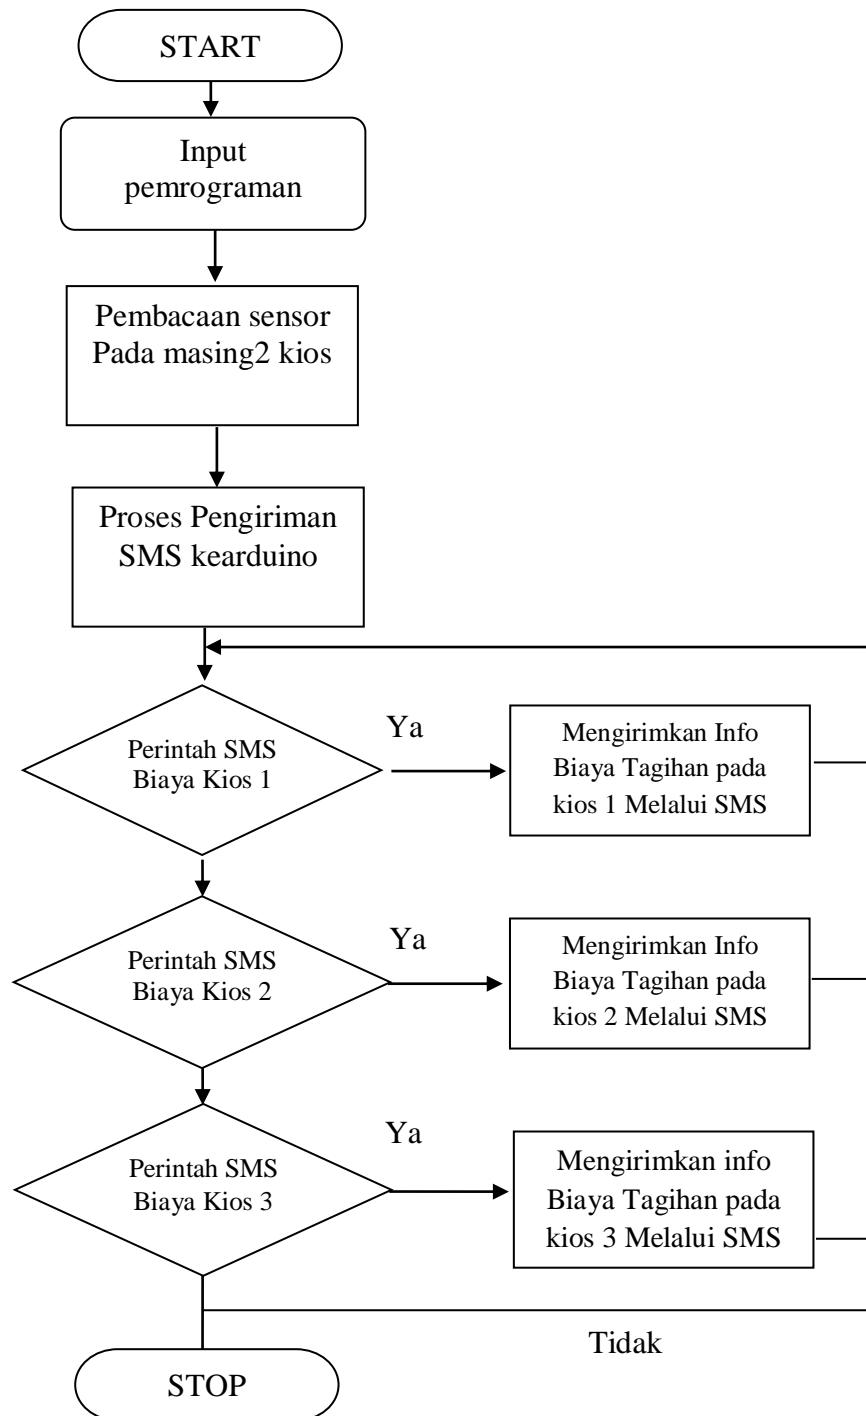 START
Input
pemrograman
Pembacaan sensor
Pada masing2 kios
Proses Pengiriman
SMS kearduino
Perintah SMS
Biaya Kios 1
Ya
Mengirimkan Info
Biaya Tagihan pada
kios 1 Melalui SMS
Perintah SMS
Biaya Kios 2
Ya
Mengirimkan Info
Biaya Tagihan pada
kios 2 Melalui SMS
Perintah SMS
Biaya Kios 3
Ya
Mengirimkan info
Biaya Tagihan pada
kios 3 Melalui SMS
Tidak
STOP